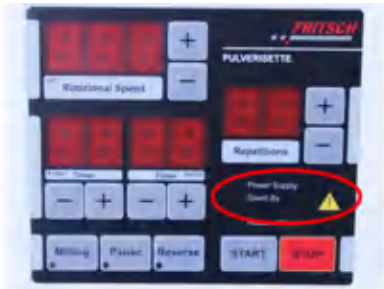 FRITSCH
PULVERISETTE
Rotational Speed
Repetitions
Power Supply
Stand By
Milling
Pause
Reverse
START
STOP